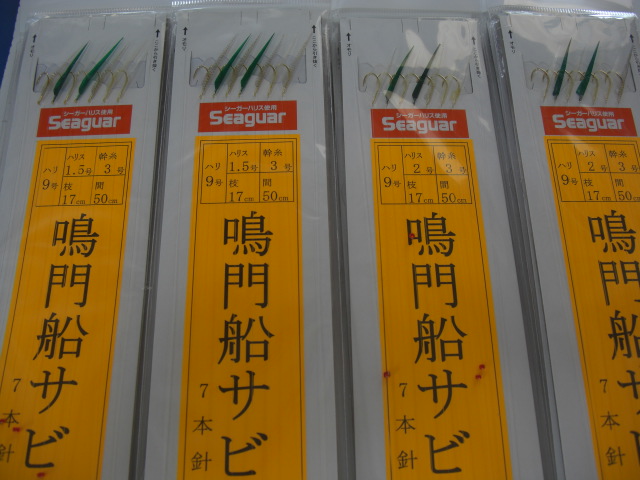 シーガーハリス使用
Seaguar
ハリ 9号
ハリス 1.5号
幹糸 3号
枝 17cm
間 50cm
鳴門船サビ
7本針
シーガーハリス使用
Seaguar
ハリ 9号
ハリス 1.5号
幹糸 3号
枝 17cm
間 50cm
鳴門船サビ
7本針
シーガーハリス使用
Seaguar
ハリ 9号
ハリス 2号
幹糸 3号
枝 17cm
間 50cm
鳴門船サビ
7本針
シーガーハリス使用
Seaguar
ハリ 9号
ハリス 2号
幹糸 3号
枝 17cm
間 50cm
鳴門船サビ
7本針